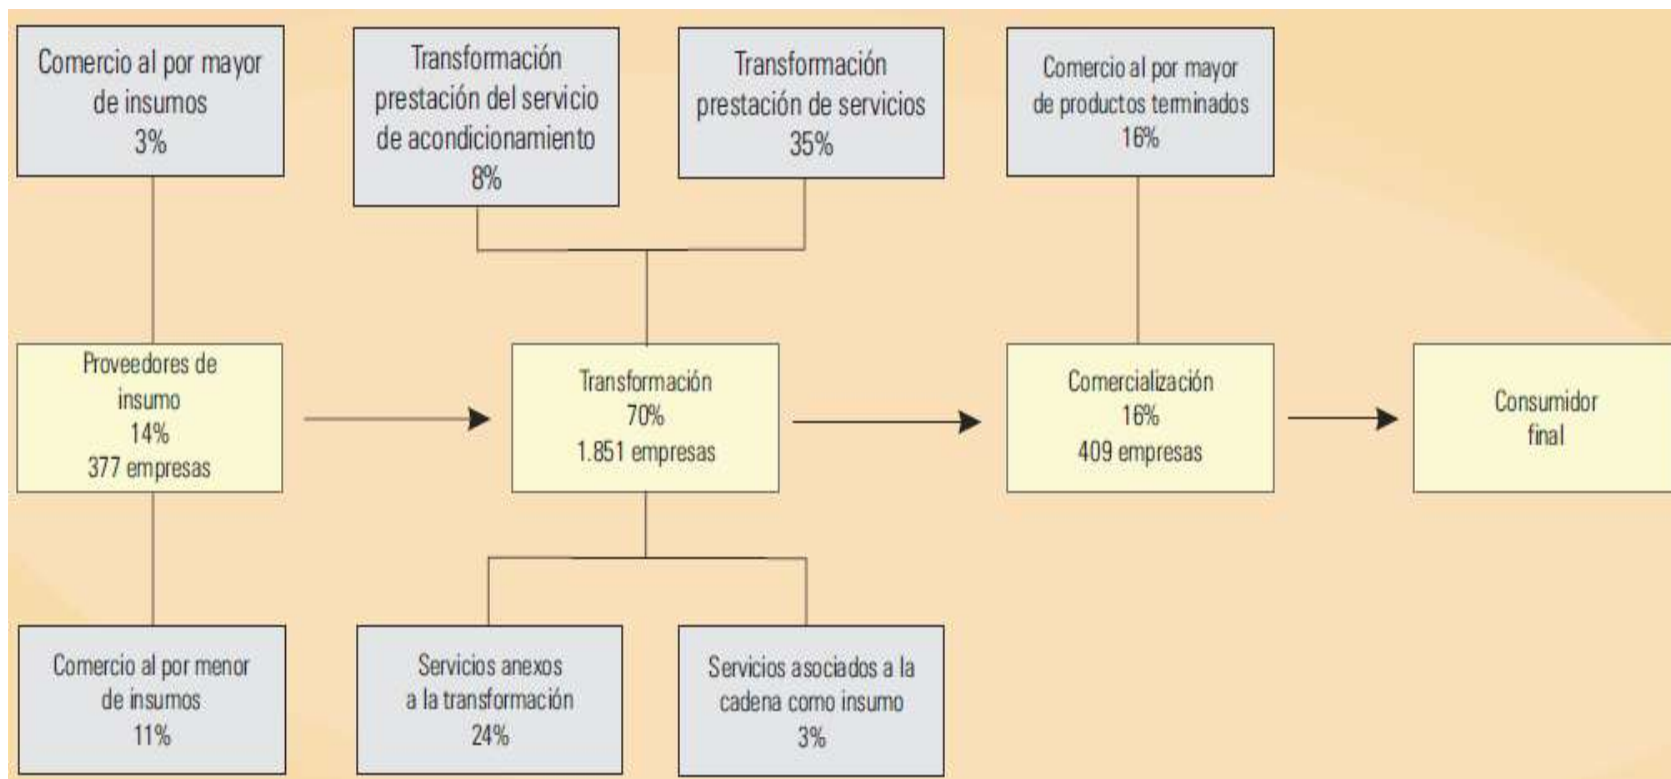 Comercio al por mayor
de insumos
3%
Transformación
prestación del servicio
de acondicionamiento
8%
Transformación
prestación de servicios
35%
Comercio al por mayor
de productos terminados
16%
Proveedores de
insumo
14%
377 empresas
Transformación
70%
1.851 empresas
Comercialización
16%
409 empresas
Consumidor
final
Comercio al por menor
de insumos
11%
Servicios anexos
a la transformación
24%
Servicios asociados a la
cadena como insumo
3%